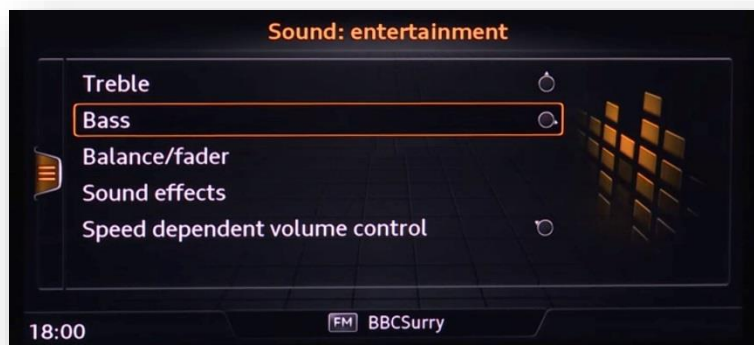 Sound: entertainment
Treble
Bass
Balance/fader
Sound effects
Speed dependent volume control
18:00
FM BBCSurry